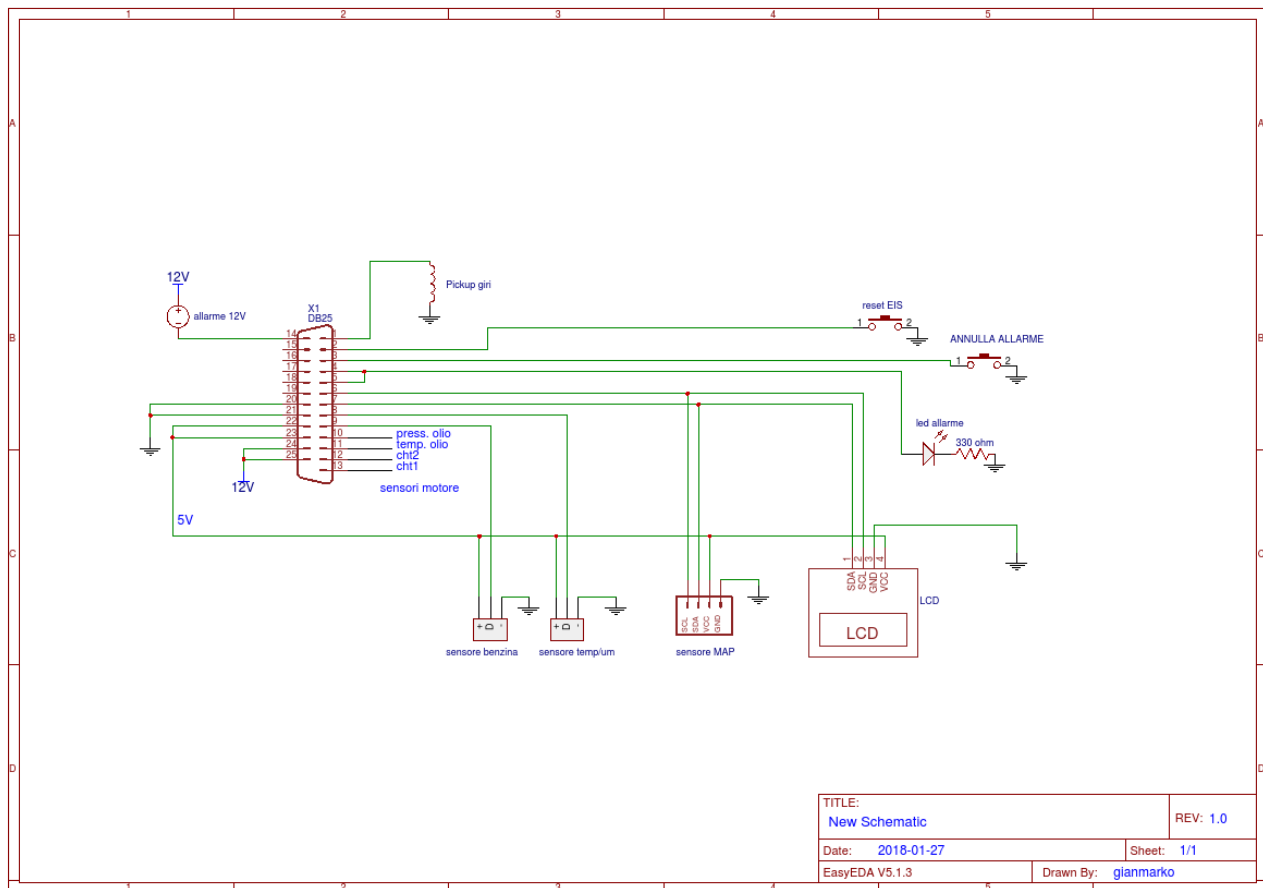 1 2 3 4 5
A A
12V
allarme 12V
X1
DB25
Pickup giri
reset EIS
1 2
ANNULLA ALLARME
1 2
B B
14 1
15 2
16 3
17 4
18 5
19 6
20 7
21 8
22 9
23 10 press. olio
24 11 temp. olio
25 12 cht2
13 cht1
sensori motore
led allarme
330 ohm
12V
5V
C C
1 2 3 4
SDA SCL GND VCC
LCD
LCD
+ D -
sensore benzina
+ D -
sensore temp/um
SCL SDA VCC GND
sensore MAP
D D
TITLE:
New Schematic
REV: 1.0
Date: 2018-01-27
Sheet: 1/1
EasyEDA V5.1.3
Drawn By: gianmarko
1 2 3 4 5